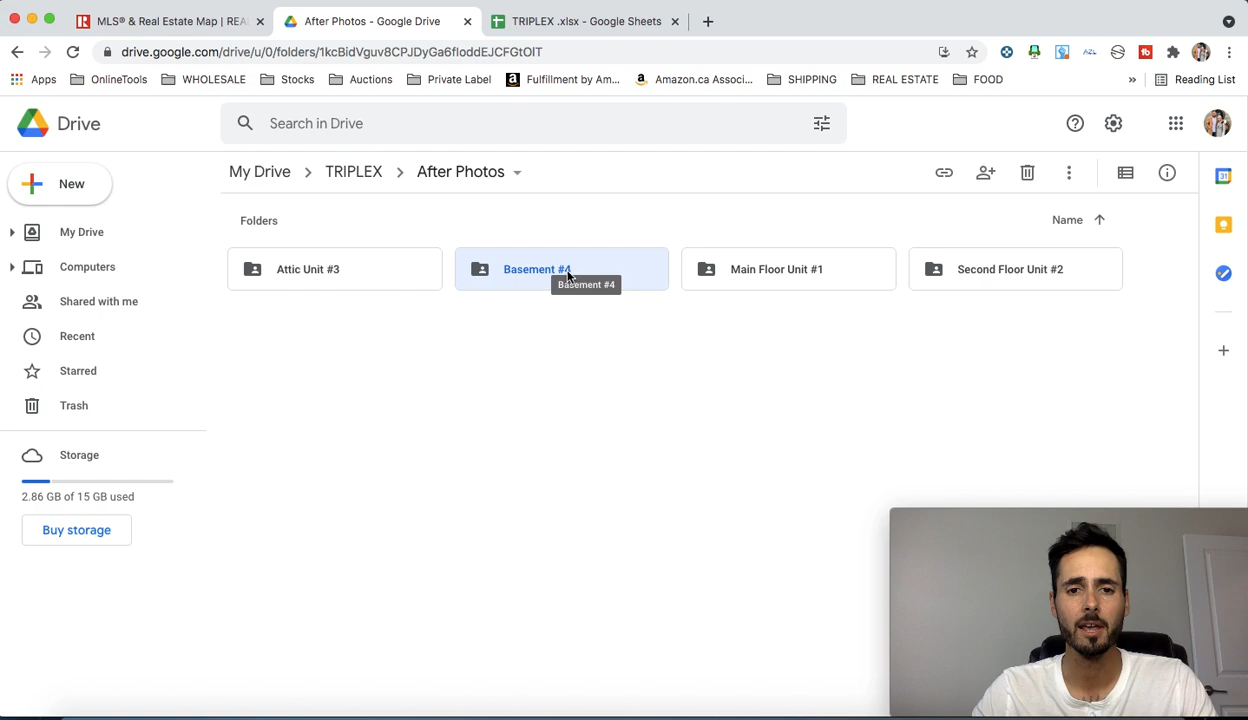 MLS® & Real Estate Map | REA
After Photos - Google Drive
TRIPLEX .xlsx - Google Sheets
drive.google.com/drive/u/0/folders/1kcBidVguv8CPJDyGa6floddEJCFGtOIT
Apps
OnlineTools
WHOLESALE
Stocks
Auctions
Private Label
Fulfillment by Am...
Amazon.ca Associ...
SHIPPING
REAL ESTATE
FOOD
»
Reading List
Drive
Search in Drive
New
My Drive > TRIPLEX > After Photos
My Drive
Computers
Shared with me
Recent
Starred
Trash
Storage
2.86 GB of 15 GB used
Buy storage
Folders
Name
Attic Unit #3
Basement #4
Main Floor Unit #1
Second Floor Unit #2
Basement #4
31